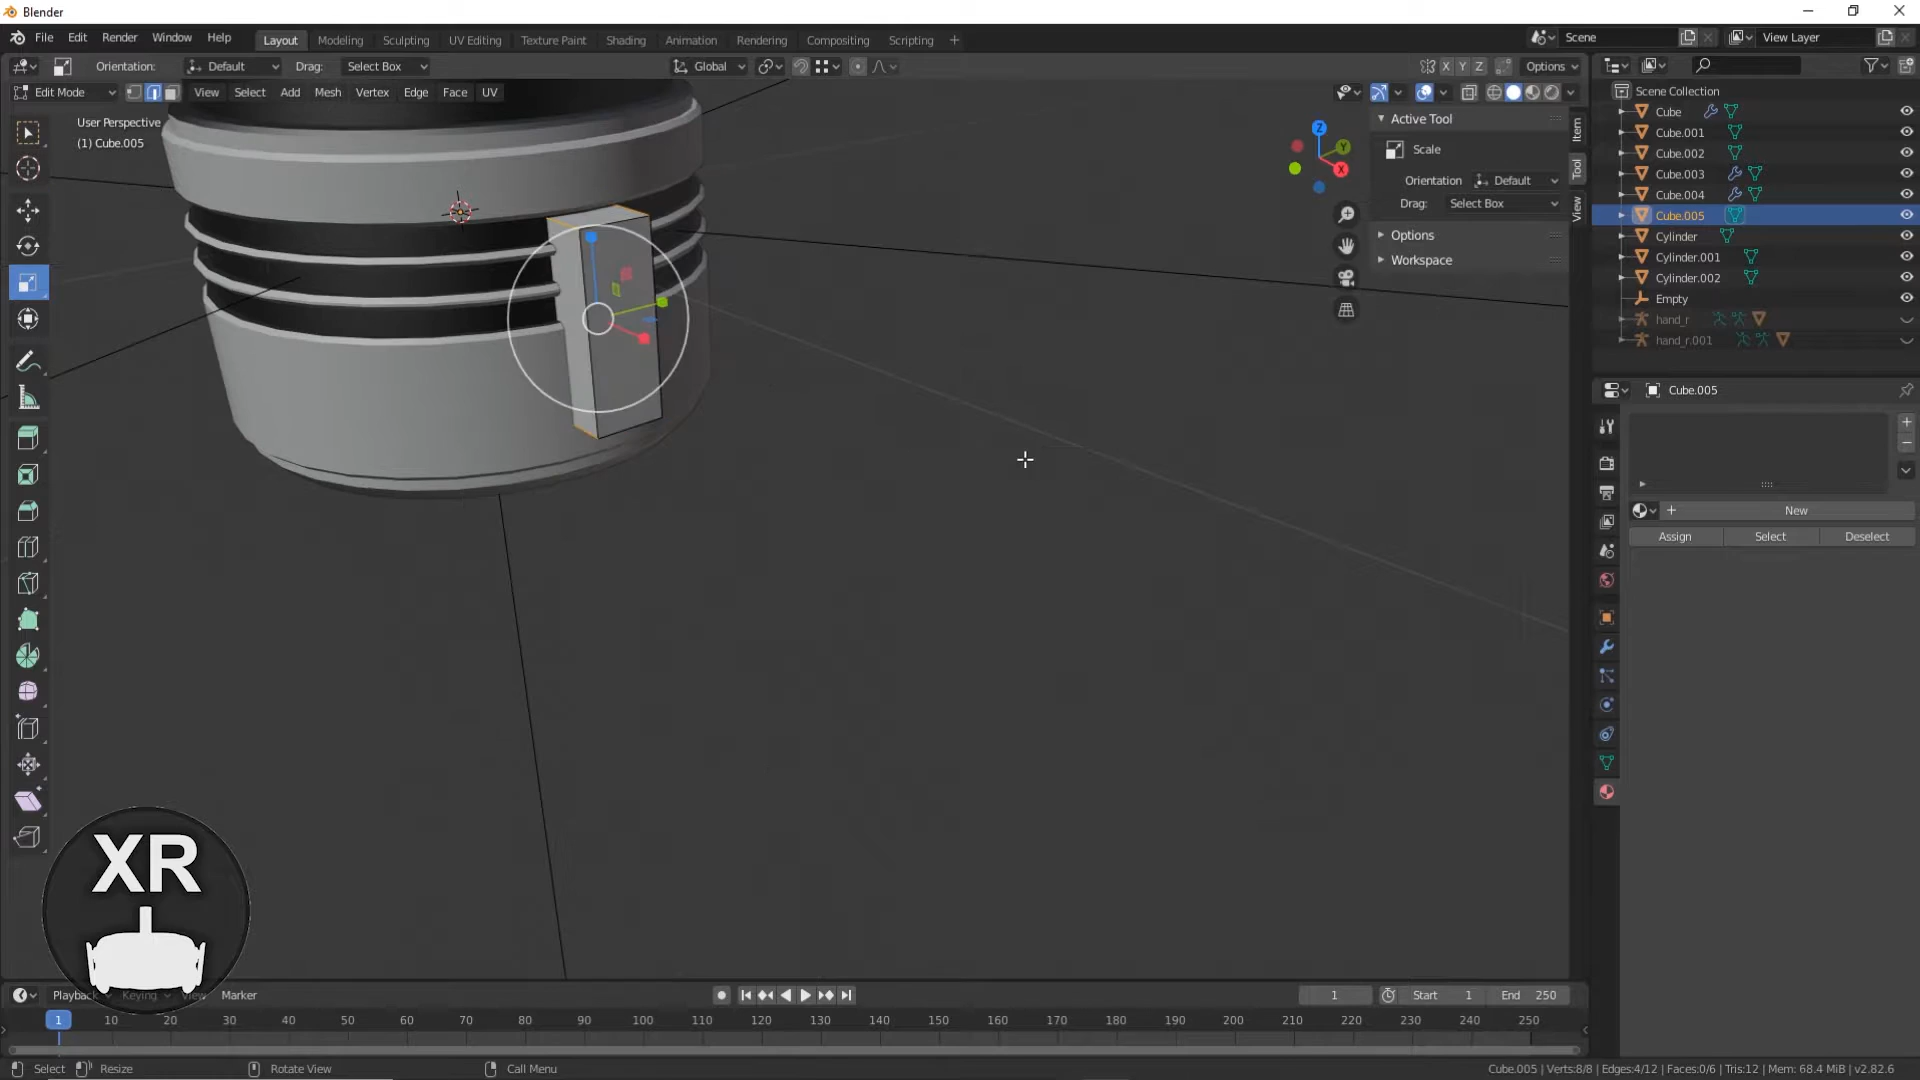 Blender
File Edit Render Window Help
Layout Modeling Sculpting UV Editing Texture Paint Shading Animation Rendering Compositing Scripting +
Scene
View Layer
Orientation: Default Drag: Select Box
Global
X Y Z Options
Edit Mode View Select Add Mesh Vertex Edge Face UV
User Perspective
(1) Cube.005
Z
Y
X
Active Tool
Scale
Orientation Default
Drag: Select Box
Options
Workspace
Item
Tool
View
Scene Collection
Cube
Cube.001
Cube.002
Cube.003
Cube.004
Cube.005
Cylinder
Cylinder.001
Cylinder.002
Empty
hand_r
hand_r.001
Cube.005
New
Assign Select Deselect
XR
Playback Keying View Marker
1 Start 1 End 250
1 10 20 30 40 50 60 70 80 90 100 110 120 130 140 150 160 170 180 190 200 210 220 230 240 250
Select Resize Rotate View Call Menu
Cube.005 | Verts:8/8 | Edges:4/12 | Faces:0/6 | Tris:12 | Mem: 68.4 MiB | v2.82.6